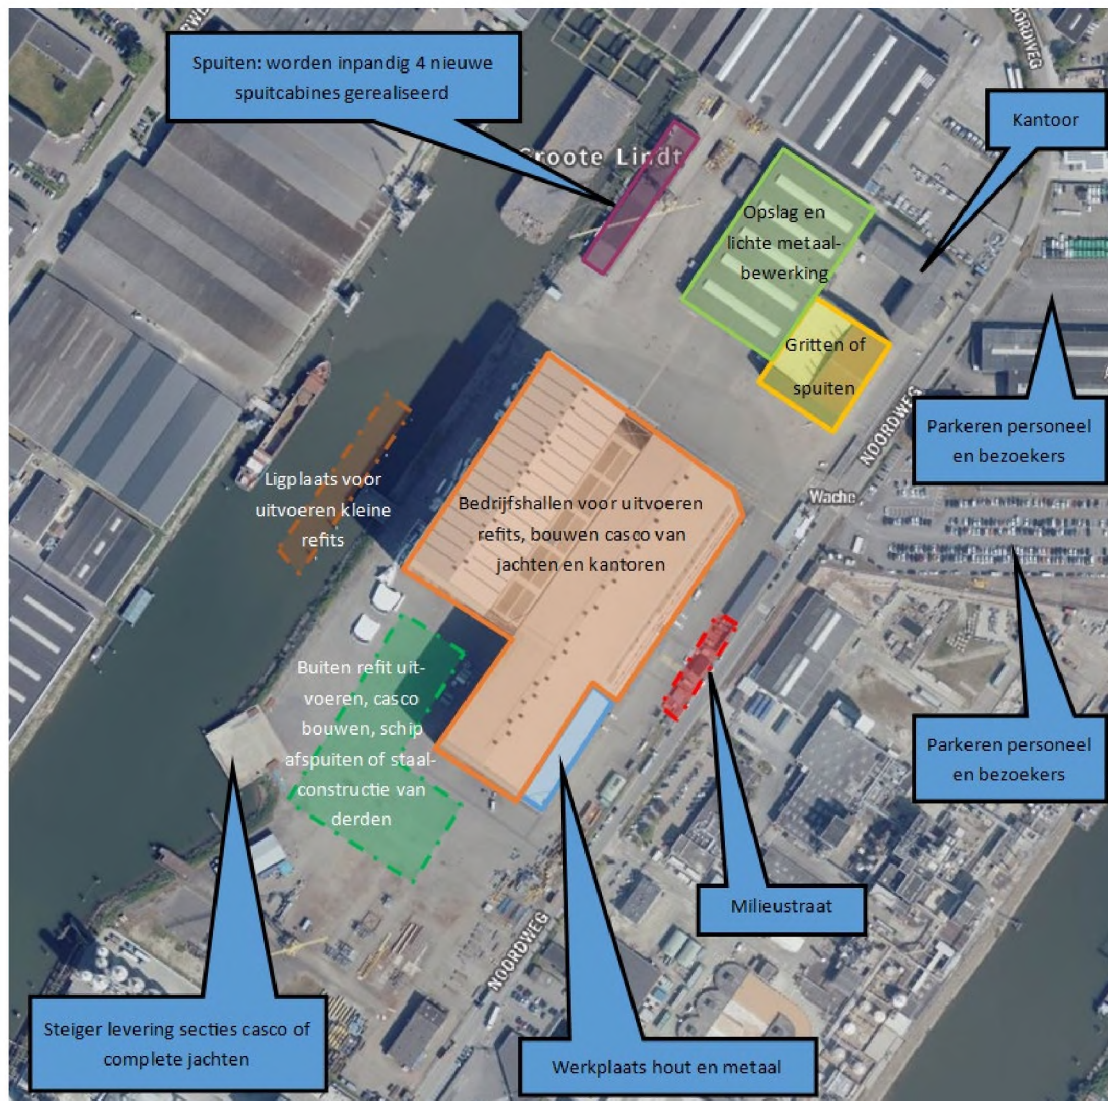 RWEG
NOORDWEG
Spuiten: worden inpandig 4 nieuwe
spuitcabines gerealiseerd
Kantoor
Groote Lindt
Opslag en
lichte metaal-
bewerking
Gritten of
spuiten
NOORDWEG
Parkeren personeel
en bezoekers
Ligplaats voor
uitvoeren kleine
refits
Bedrijfshallen voor uitvoeren
refits, bouwen casco van
jachten en kantoren
Wache
Buiten refit uit-
voeren, casco
bouwen, schip
afspuiten of staal-
constructie van
derden
Parkeren personeel
en bezoekers
Milieustraat
NOORDWEG
Steiger levering secties casco of
complete jachten
Werkplaats hout en metaal